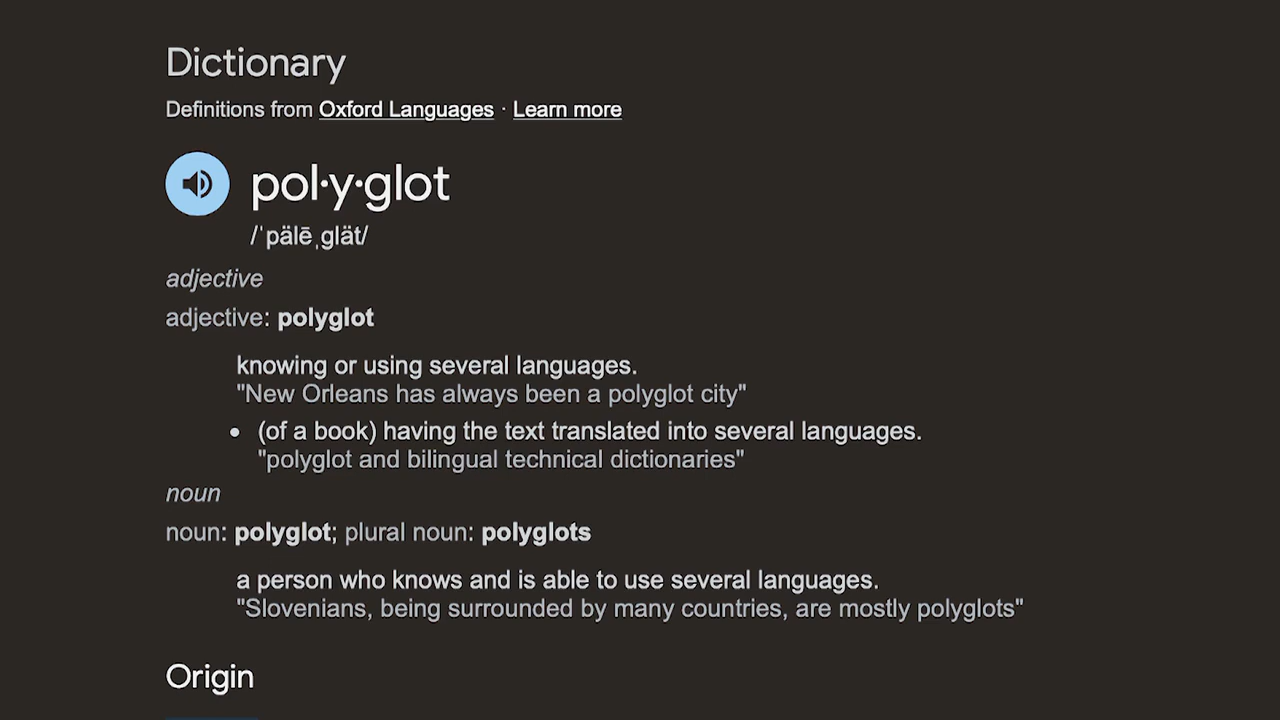 Dictionary
Definitions from Oxford Languages · Learn more
pol·y·glot
/ˈpälēˌglät/
adjective
adjective: polyglot
knowing or using several languages.
"New Orleans has always been a polyglot city"
• (of a book) having the text translated into several languages.
"polyglot and bilingual technical dictionaries"
noun
noun: polyglot; plural noun: polyglots
a person who knows and is able to use several languages.
"Slovenians, being surrounded by many countries, are mostly polyglots"
Origin